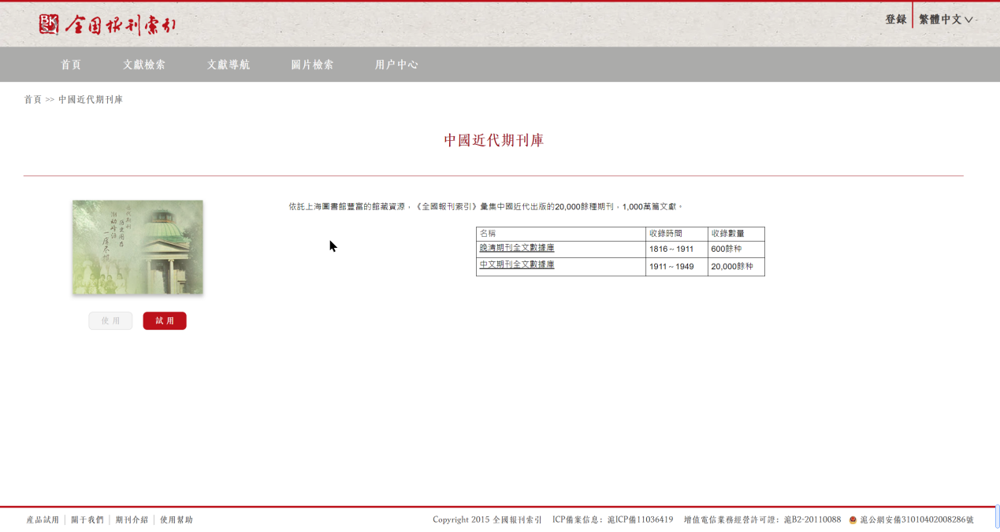 BK
全国报刊索引
登録 繁體中文
首頁 文獻檢索 文獻導航 圖片檢索 用户中心
首頁 >> 中國近代期刊庫
中國近代期刊庫
依託上海圖書館豐富的館藏資源，《全國報刊索引》彙集中國近代出版的20,000餘種期刊，1,000萬篇文獻。
名稱 收錄時間 收錄數量
晚清期刊全文數據庫 1816～1911 600餘种
中文期刊全文數據庫 1911～1949 20,000餘种
近代期刊
歷史圖存
使用 試用
産品試用 關于我們 期刊介紹 使用幫助
Copyright 2015 全國報刊索引 ICP備案信息：滬ICP備11036419 增值電信業務經營許可證：滬B2-20110088 滬公網安備31010402008286號